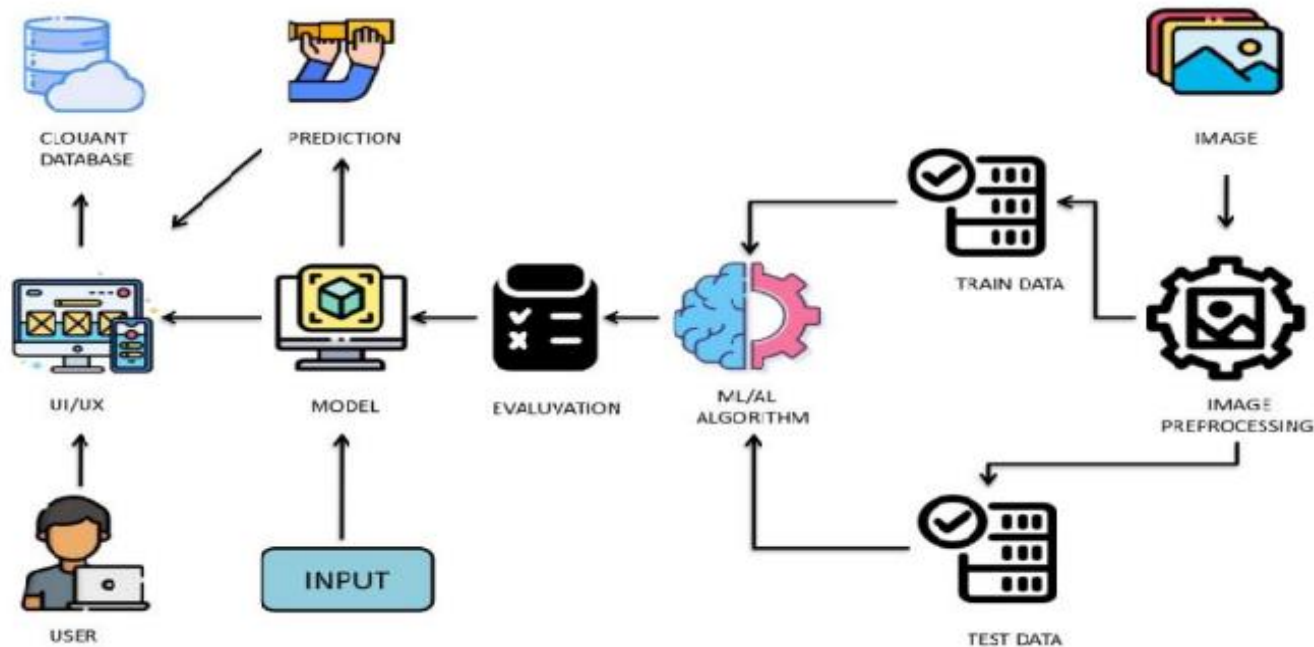 CLOUANT
DATABASE
PREDICTION
IMAGE
TRAIN DATA
UI/UX
MODEL
EVALUVATION
ML/AL
ALGORITHM
IMAGE
PREPROCESSING
INPUT
USER
TEST DATA